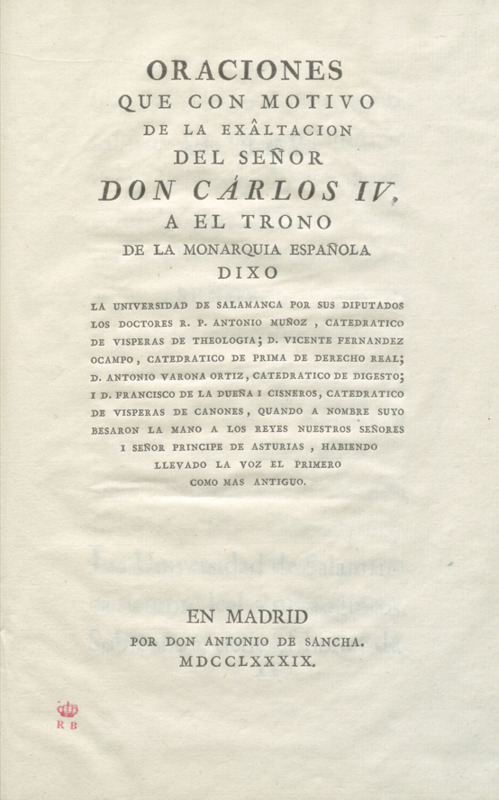 ORACIONES
QUE CON MOTIVO
DE LA EXÂLTACION
DEL SEÑOR
DON CÁRLOS IV,
A EL TRONO
DE LA MONARQUIA ESPAÑOLA
DIXO
LA UNIVERSIDAD DE SALAMANCA POR SUS DIPUTADOS
LOS DOCTORES R. P. ANTONIO MUÑOZ , CATEDRATICO
DE VISPERAS DE THEOLOGIA; D. VICENTE FERNANDEZ
OCAMPO , CATEDRATICO DE PRIMA DE DERECHO REAL;
D. ANTONIO VARONA ORTIZ, CATEDRATICO DE DIGESTO;
I D. FRANCISCO DE LA DUEÑA I CISNEROS, CATEDRATICO
DE VISPERAS DE CANONES , QUANDO A NOMBRE SUYO
BESARON LA MANO A LOS REYES NUESTROS SEÑORES
I SEÑOR PRINCIPE DE ASTURIAS , HABIENDO
LLEVADO LA VOZ EL PRIMERO
COMO MAS ANTIGUO.
EN MADRID
POR DON ANTONIO DE SANCHA.
MDCCLXXXIX.
R B